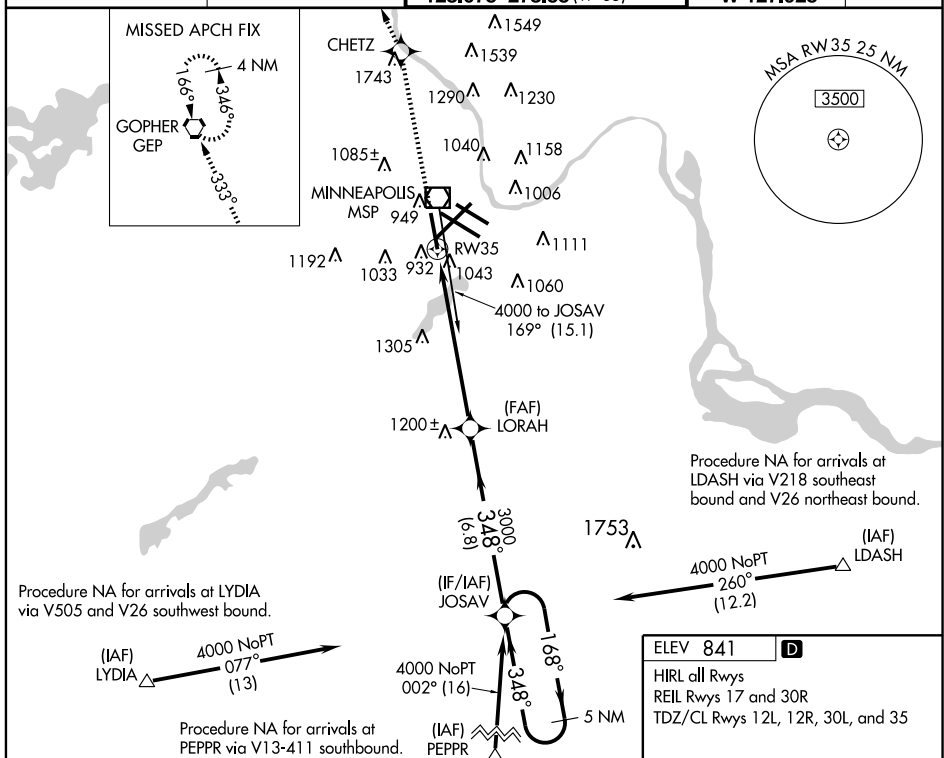 MISSED APCH FIX
4 NM
166°
346°
GOPHER
GEP
333°
CHETZ
1743
1549
1539
1290
1230
1040
1158
1085±
1006
MINNEAPOLIS
MSP
949
MSA RW35 25 NM
3500
RW35
1111
1192
1033
932
1043
1060
4000 to JOSAV
169° (15.1)
1305
(FAF)
LORAH
1200±
Procedure NA for arrivals at
LDASH via V218 southeast
bound and V26 northeast bound.
3000
348°
(6.8)
1753
(IAF)
LDASH
4000 NoPT
260°
(12.2)
(IF/IAF)
JOSAV
Procedure NA for arrivals at LYDIA
via V505 and V26 southwest bound.
(IAF)
LYDIA
4000 NoPT
077°
(13)
4000 NoPT
002° (16)
168°
348°
5 NM
Procedure NA for arrivals at
PEPPR via V13-411 southbound.
(IAF)
PEPPR
ELEV 841 D
HIRL all Rwys
REIL Rwys 17 and 30R
TDZ/CL Rwys 12L, 12R, 30L, and 35